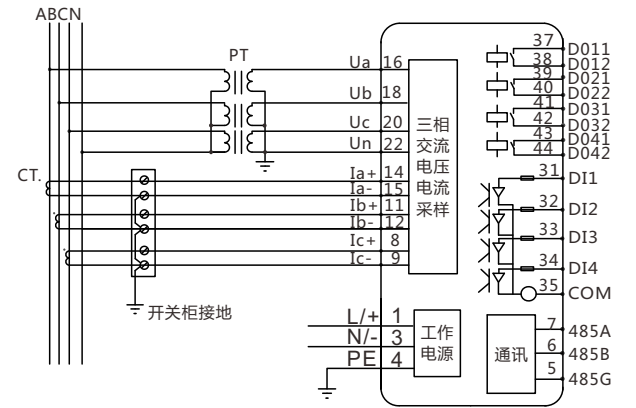 ABCN
PT
CT.
Ua 16
Ub 18
Uc 20
Un 22
Ia+ 14
Ia- 15
Ib+ 11
Ib- 12
Ic+ 8
Ic- 9
三相
交流
电压
电流
采样
开关柜接地
L/+ 1
N/- 3
PE 4
工作
电源
37 D011
38 D012
39 D021
40 D022
41 D031
42 D032
43 D041
44 D042
31 DI1
32 DI2
33 DI3
34 DI4
35 COM
通讯
7 485A
6 485B
5 485G